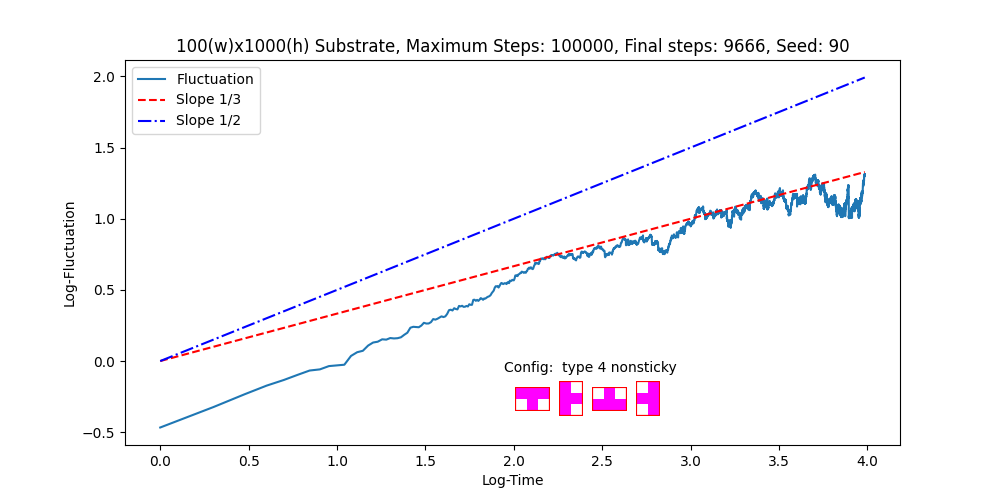 100(w)x1000(h) Substrate, Maximum Steps: 100000, Final steps: 9666, Seed: 90
Fluctuation
Slope 1/3
Slope 1/2
2.0
1.5
1.0
0.5
0.0
−0.5
Log-Fluctuation
Config:  type 4 nonsticky
0.0 0.5 1.0 1.5 2.0 2.5 3.0 3.5 4.0
Log-Time